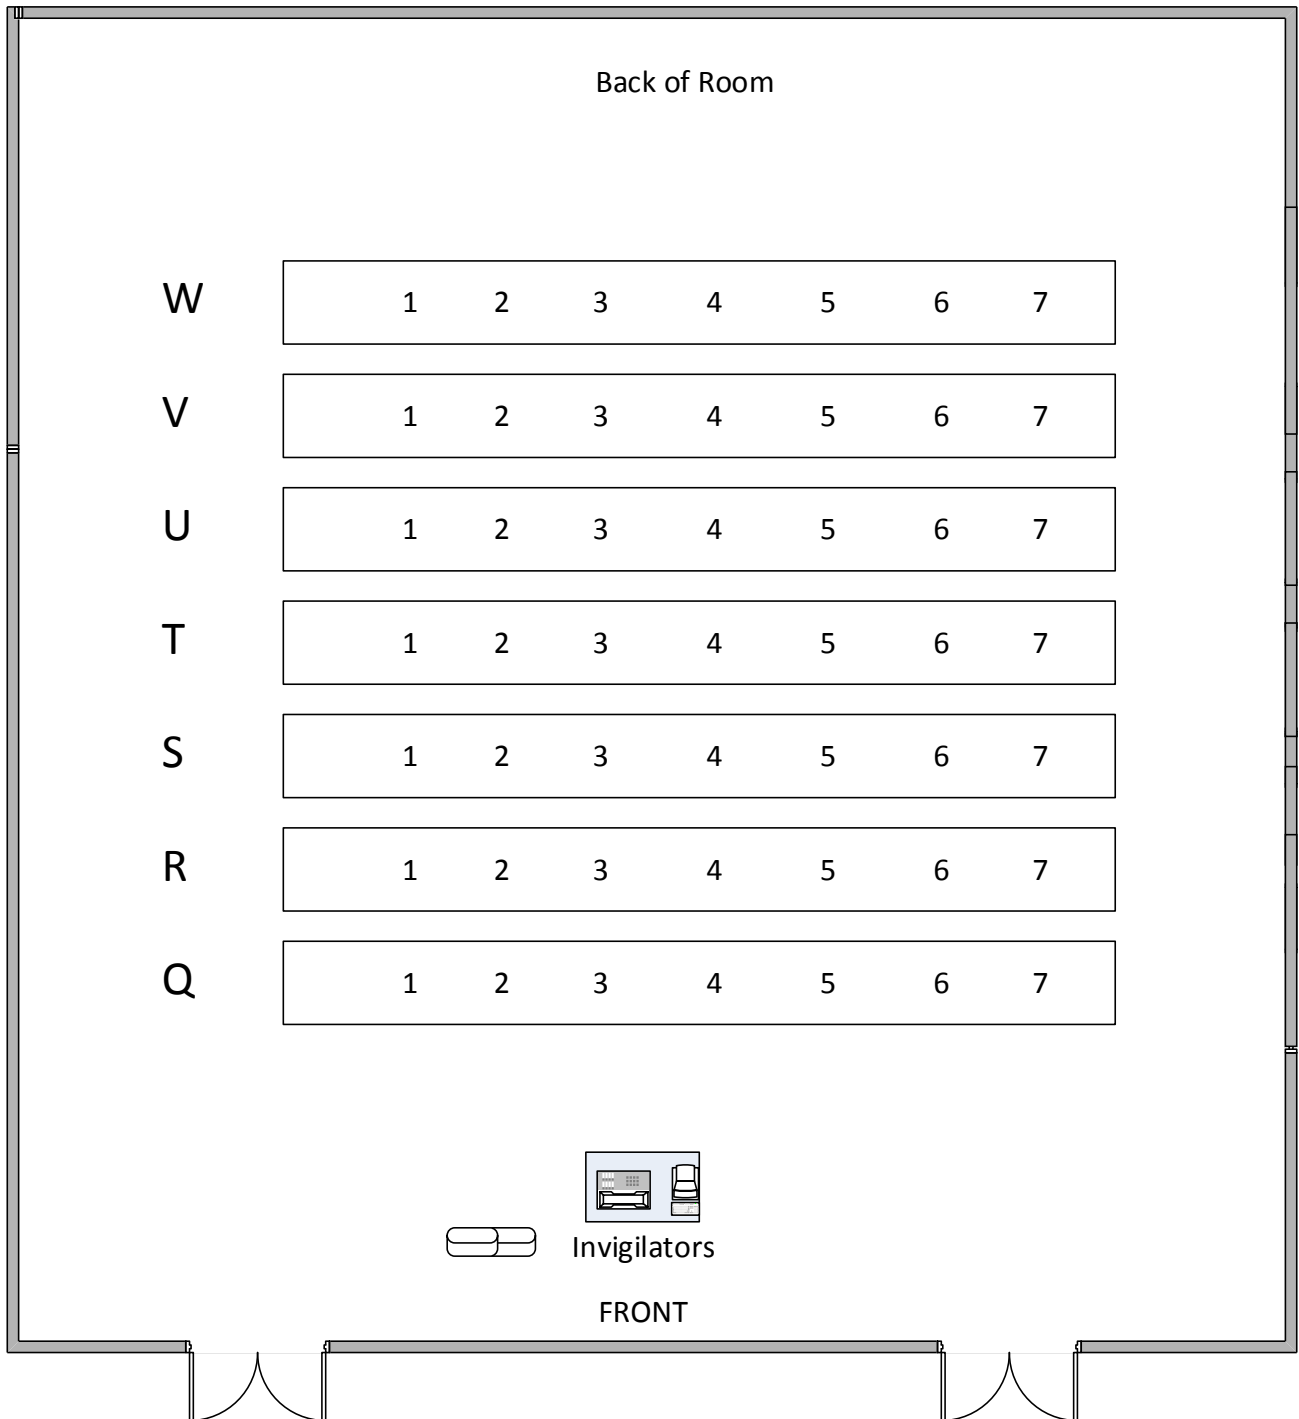 Back of Room
W 1 2 3 4 5 6 7
V 1 2 3 4 5 6 7
U 1 2 3 4 5 6 7
T 1 2 3 4 5 6 7
S 1 2 3 4 5 6 7
R 1 2 3 4 5 6 7
Q 1 2 3 4 5 6 7
Invigilators
FRONT